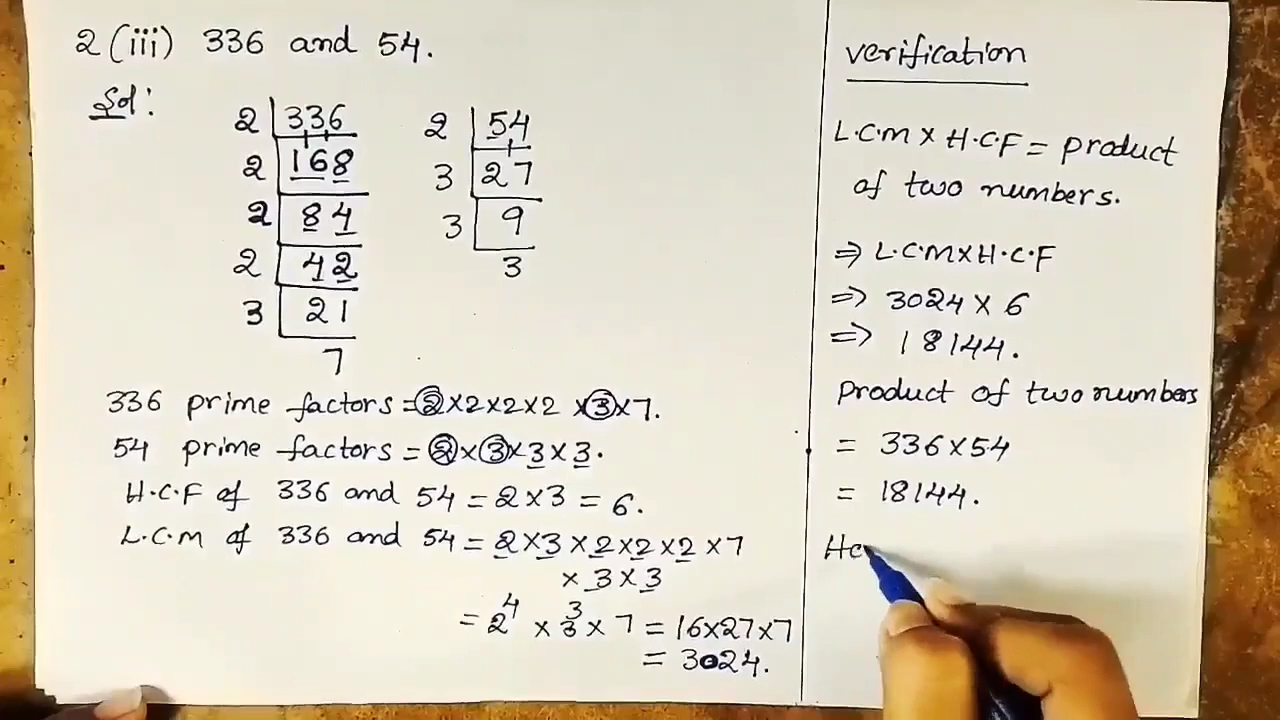 2 (iii) 336 and 54.
Sol:
2 | 336
2 | 168
2 | 84
2 | 42
3 | 21
7
2 | 54
3 | 27
3 | 9
3
336 prime factors = 2×2×2×2 ×3×7.
54 prime factors = 2×3×3×3.
H.C.F of 336 and 54 = 2×3 = 6.
L.C.M of 336 and 54 = 2×3×2×2×2×7
×3×3
= 2⁴ × 3³ × 7 = 16×27×7
= 3024.
verification
L.C.M × H.C.F = product
of two numbers.
⇒ L.C.M×H.C.F
⇒ 3024 × 6
⇒ 18144.
product of two numbers
= 336×54
= 18144.
He